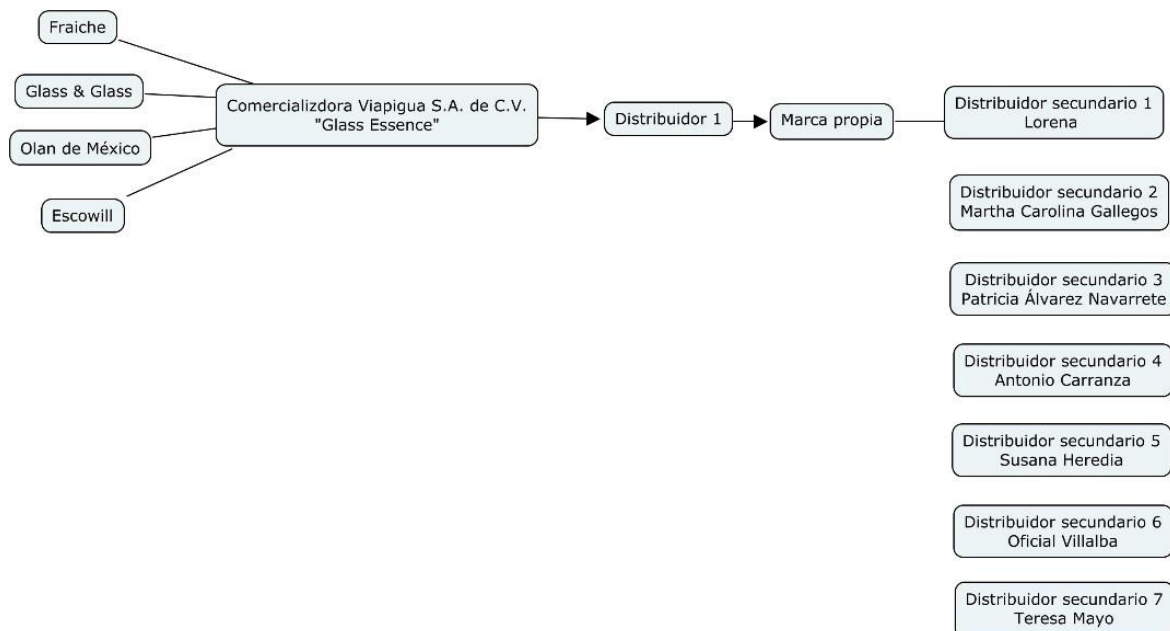 Fraiche
Glass & Glass
Olan de México
Escowill
Comercializdora Viapigua S.A. de C.V.
"Glass Essence"
Distribuidor 1
Marca propia
Distribuidor secundario 1
Lorena
Distribuidor secundario 2
Martha Carolina Gallegos
Distribuidor secundario 3
Patricia Álvarez Navarrete
Distribuidor secundario 4
Antonio Carranza
Distribuidor secundario 5
Susana Heredia
Distribuidor secundario 6
Oficial Villalba
Distribuidor secundario 7
Teresa Mayo